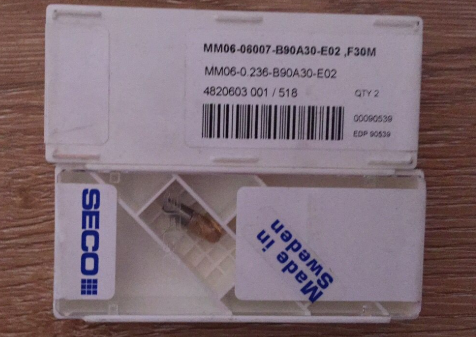 MM06-06007-B90A30-E02 ,F30M
MM06-0.236-B90A30-E02
4820603 001 / 518 QTY 2
00090539
EDP 90539
SECO
Made in
Sweden